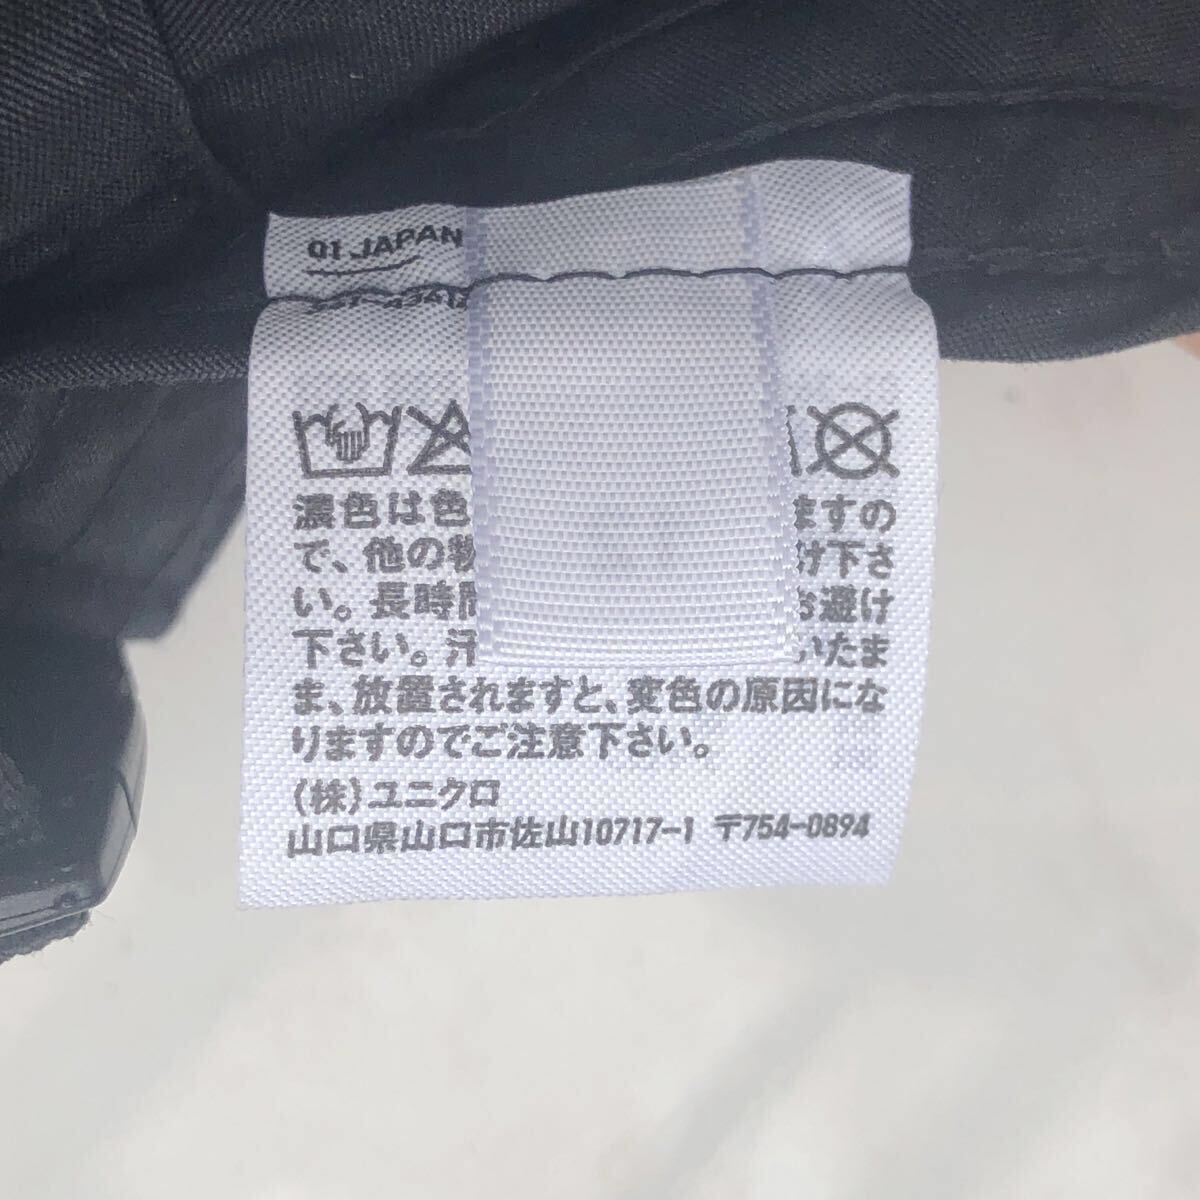 01 JAPAN
濃色は色 ますの
で、他の け下さ
い。長時間 お避け
下さい。汗 いたま
ま、放置されますと、変色の原因にな
りますのでご注意下さい。
(株)ユニクロ
山口県山口市佐山10717-1 〒754-0894